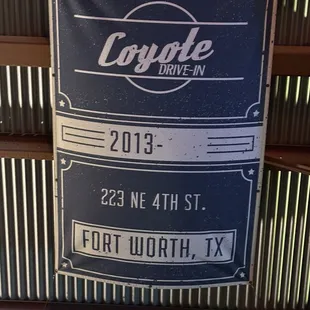 Coyote
DRIVE-IN
2013-
223 NE 4TH ST.
FORT WORTH, TX